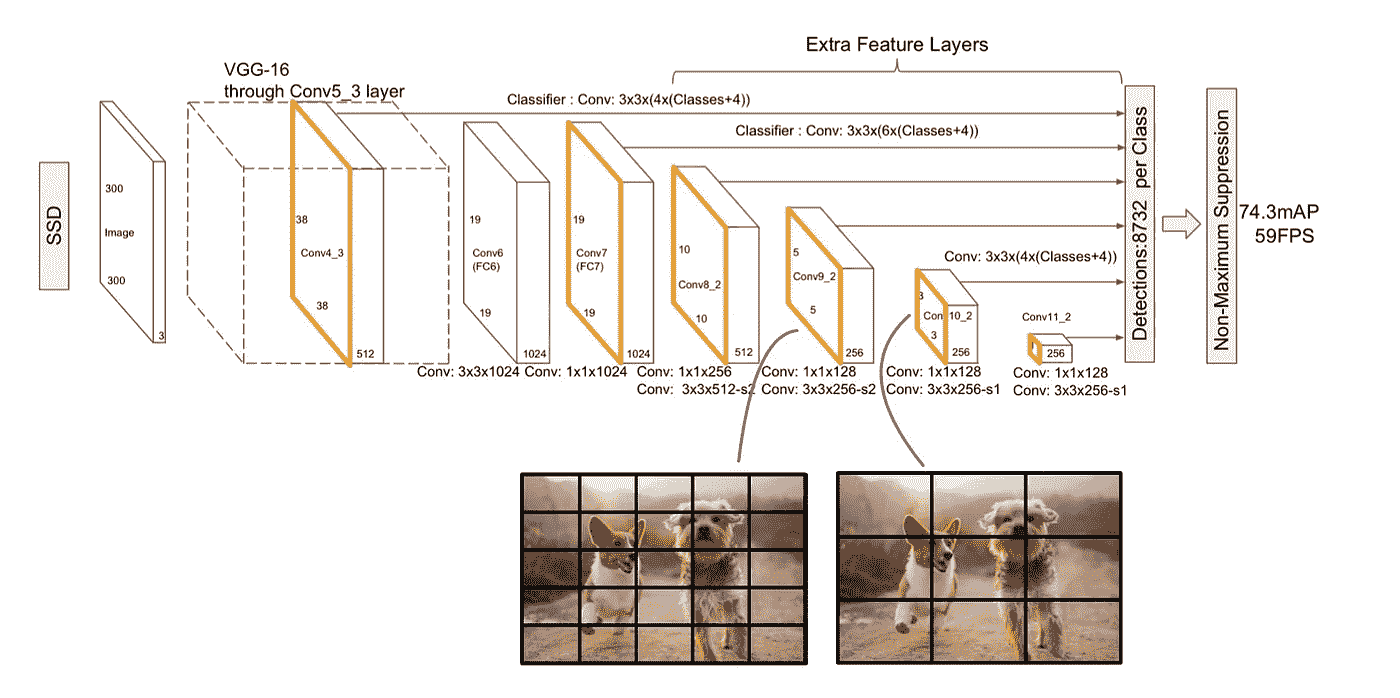 Extra Feature Layers
VGG-16
through Conv5_3 layer
Classifier : Conv: 3x3x(4x(Classes+4))
Classifier : Conv: 3x3x(6x(Classes+4))
SSD
300
Image
300
3
38
Conv4_3
38
512
19
Conv6
(FC6)
19
1024
19
Conv7
(FC7)
19
1024
10
Conv8_2
10
512
5
Conv9_2
5
256
Conv: 3x3x(4x(Classes+4))
3
Conv10_2
3
256
Conv11_2
1
256
Detections:8732 per Class
Non-Maximum Suppression
74.3mAP
59FPS
Conv: 3x3x1024
Conv: 1x1x1024
Conv: 1x1x256
Conv: 3x3x512-s2
Conv: 1x1x128
Conv: 3x3x256-s2
Conv: 1x1x128
Conv: 3x3x256-s1
Conv: 1x1x128
Conv: 3x3x256-s1